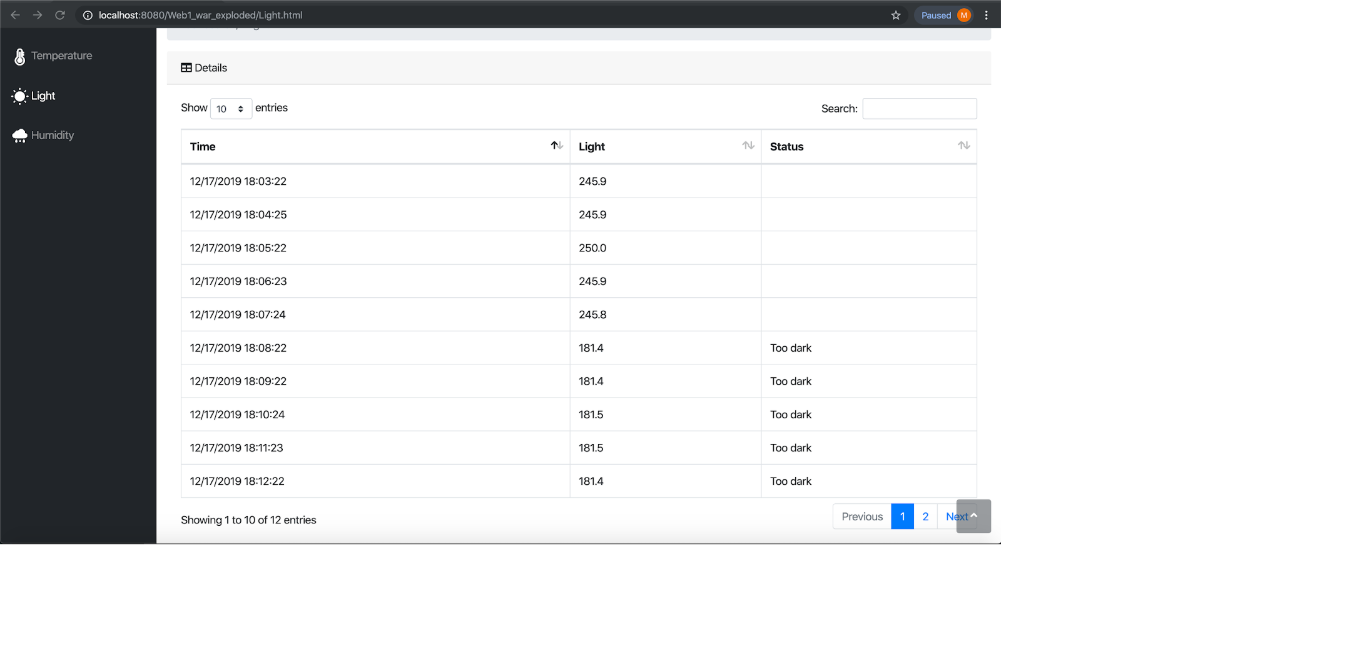 localhost:8080/Web1_war_exploded/Light.html Paused M
Temperature
Light
Humidity
Details
Show 10 entries Search:
Time Light Status
12/17/2019 18:03:22 245.9
12/17/2019 18:04:25 245.9
12/17/2019 18:05:22 250.0
12/17/2019 18:06:23 245.9
12/17/2019 18:07:24 245.8
12/17/2019 18:08:22 181.4 Too dark
12/17/2019 18:09:22 181.4 Too dark
12/17/2019 18:10:24 181.5 Too dark
12/17/2019 18:11:23 181.5 Too dark
12/17/2019 18:12:22 181.4 Too dark
Showing 1 to 10 of 12 entries Previous 1 2 Next